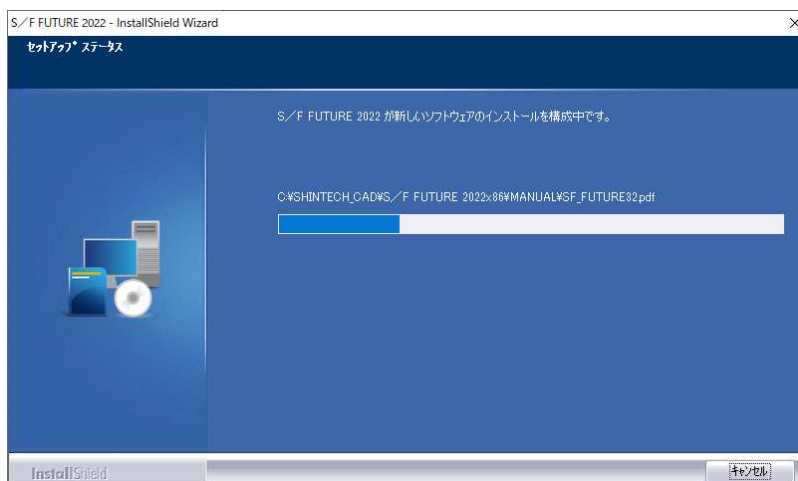 S／F FUTURE 2022 - InstallShield Wizard
ｾｯﾄｱｯﾌﾟ ｽﾃｰﾀｽ
S／F FUTURE 2022 が新しいソフトウェアのインストールを構成中です。
C:¥SHINTECH_CAD¥S／F FUTURE 2022x86¥MANUAL¥SF_FUTURE32.pdf
InstallShield
ｷｬﾝｾﾙ